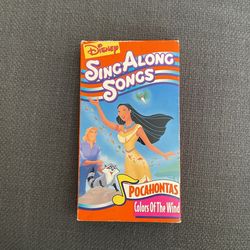 Disney
SING ALONG
SONGS
POCAHONTAS
Colors Of The Wind